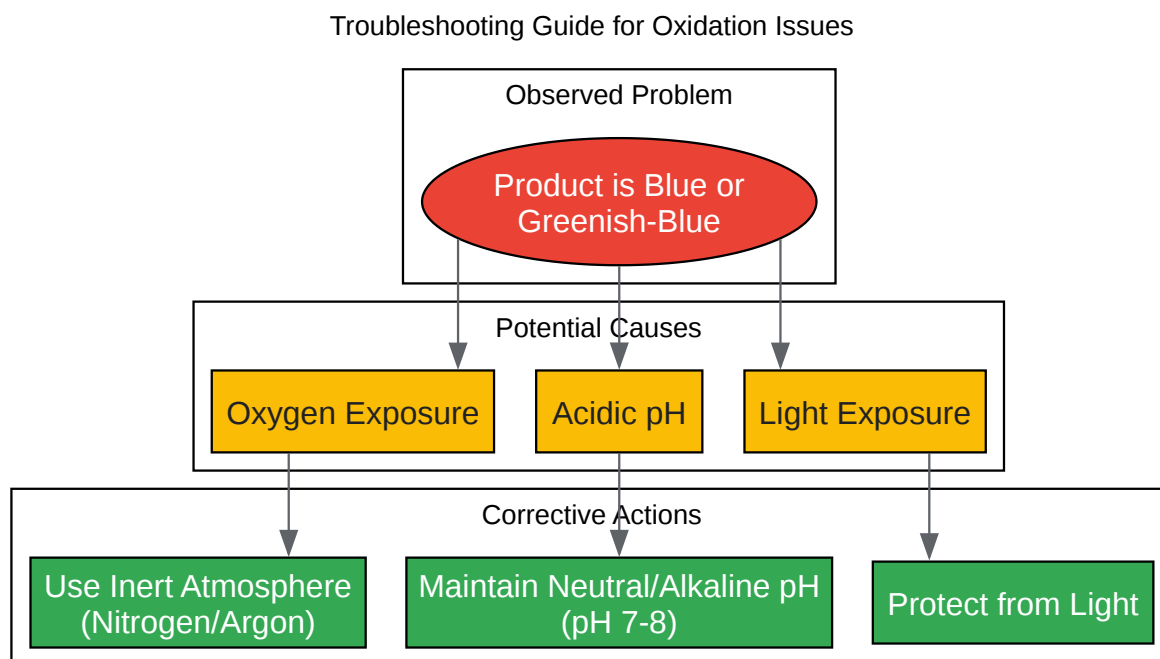 Troubleshooting Guide for Oxidation Issues
Observed Problem
Product is Blue or
Greenish-Blue
Potential Causes
Oxygen Exposure
Acidic pH
Light Exposure
Corrective Actions
Use Inert Atmosphere
(Nitrogen/Argon)
Maintain Neutral/Alkaline pH
(pH 7-8)
Protect from Light